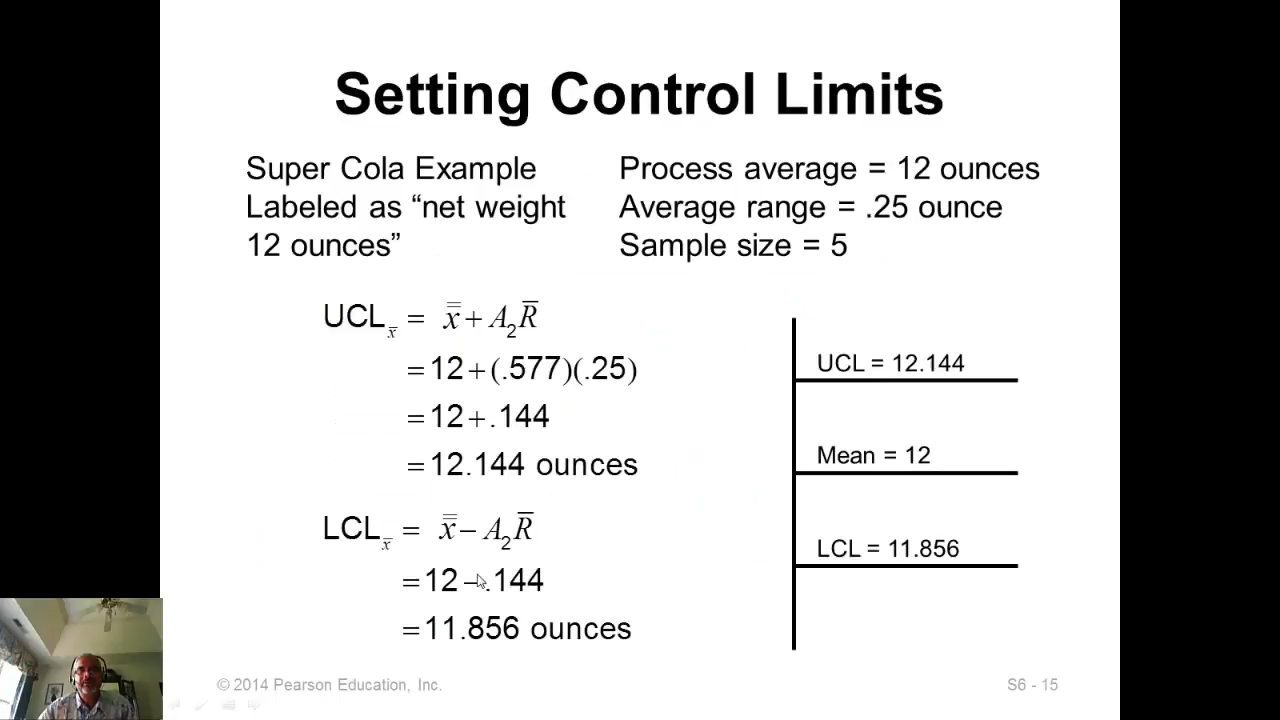 Setting Control Limits
Super Cola Example
Labeled as “net weight
12 ounces”
Process average = 12 ounces
Average range = .25 ounce
Sample size = 5
UCLx̄ = x̿ + A₂R̄
= 12 + (.577)(.25)
= 12 + .144
= 12.144 ounces
LCLx̄ = x̿ – A₂R̄
= 12 – .144
= 11.856 ounces
UCL = 12.144
Mean = 12
LCL = 11.856
© 2014 Pearson Education, Inc.
S6 - 15